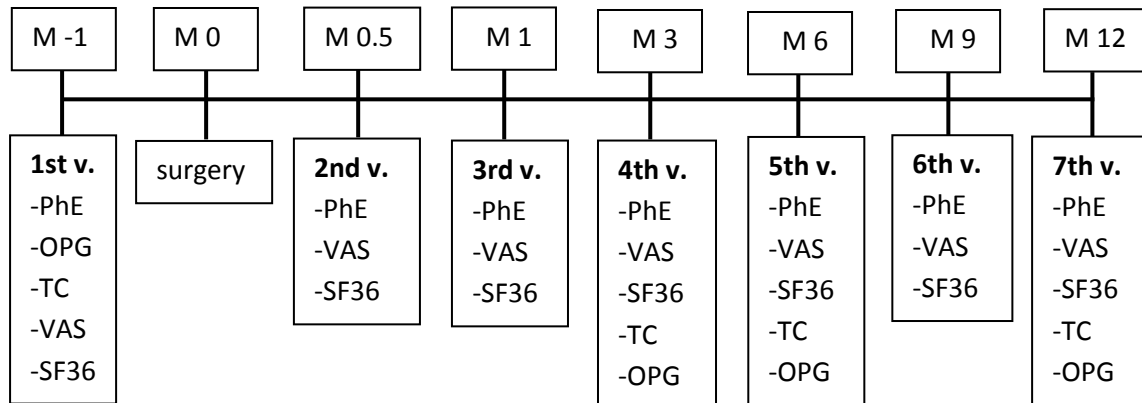 M -1
M 0
M 0.5
M 1
M 3
M 6
M 9
M 12
1st v.
-PhE
-OPG
-TC
-VAS
-SF36
surgery
2nd v.
-PhE
-VAS
-SF36
3rd v.
-PhE
-VAS
-SF36
4th v.
-PhE
-VAS
-SF36
-TC
-OPG
5th v.
-PhE
-VAS
-SF36
-TC
-OPG
6th v.
-PhE
-VAS
-SF36
7th v.
-PhE
-VAS
-SF36
-TC
-OPG